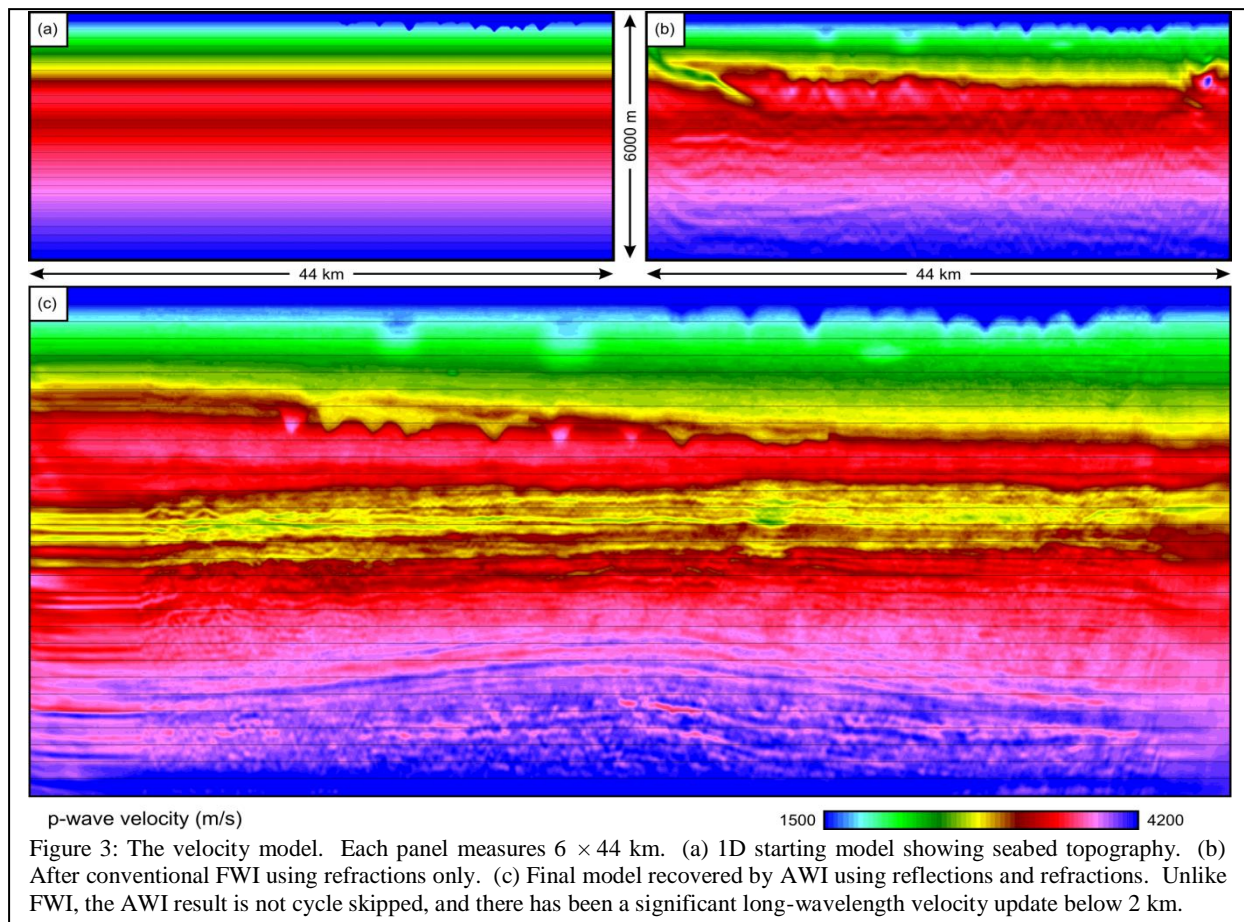 (a)
(b)
6000 m
44 km
44 km
(c)
p-wave velocity (m/s)
1500
4200
Figure 3: The velocity model. Each panel measures 6 × 44 km. (a) 1D starting model showing seabed topography. (b)
After conventional FWI using refractions only. (c) Final model recovered by AWI using reflections and refractions. Unlike
FWI, the AWI result is not cycle skipped, and there has been a significant long-wavelength velocity update below 2 km.